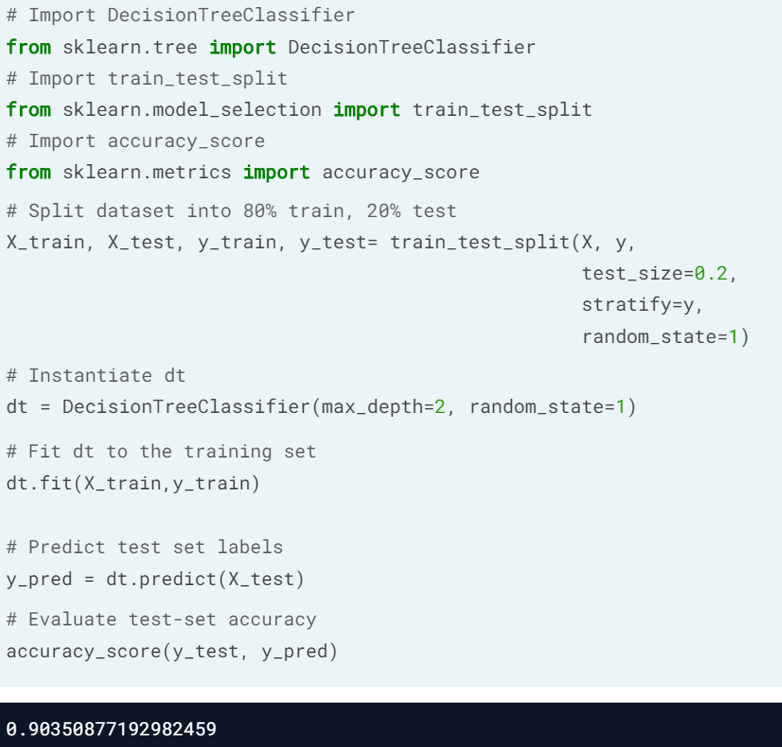 # Import DecisionTreeClassifier
from sklearn.tree import DecisionTreeClassifier
# Import train_test_split
from sklearn.model_selection import train_test_split
# Import accuracy_score
from sklearn.metrics import accuracy_score
# Split dataset into 80% train, 20% test
X_train, X_test, y_train, y_test= train_test_split(X, y,
test_size=0.2,
stratify=y,
random_state=1)
# Instantiate dt
dt = DecisionTreeClassifier(max_depth=2, random_state=1)
# Fit dt to the training set
dt.fit(X_train,y_train)
# Predict test set labels
y_pred = dt.predict(X_test)
# Evaluate test-set accuracy
accuracy_score(y_test, y_pred)
0.90350877192982459